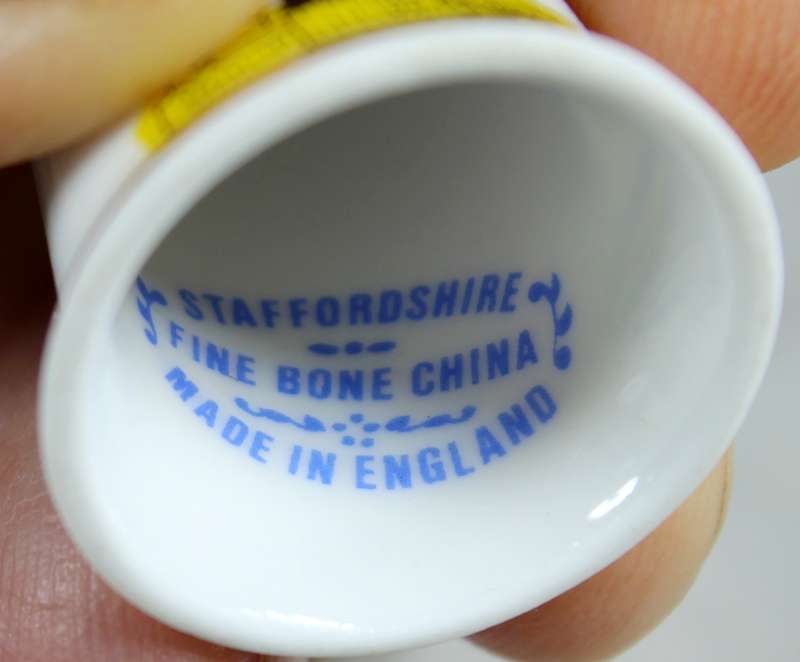 STAFFORDSHIRE
FINE BONE CHINA
MADE IN ENGLAND